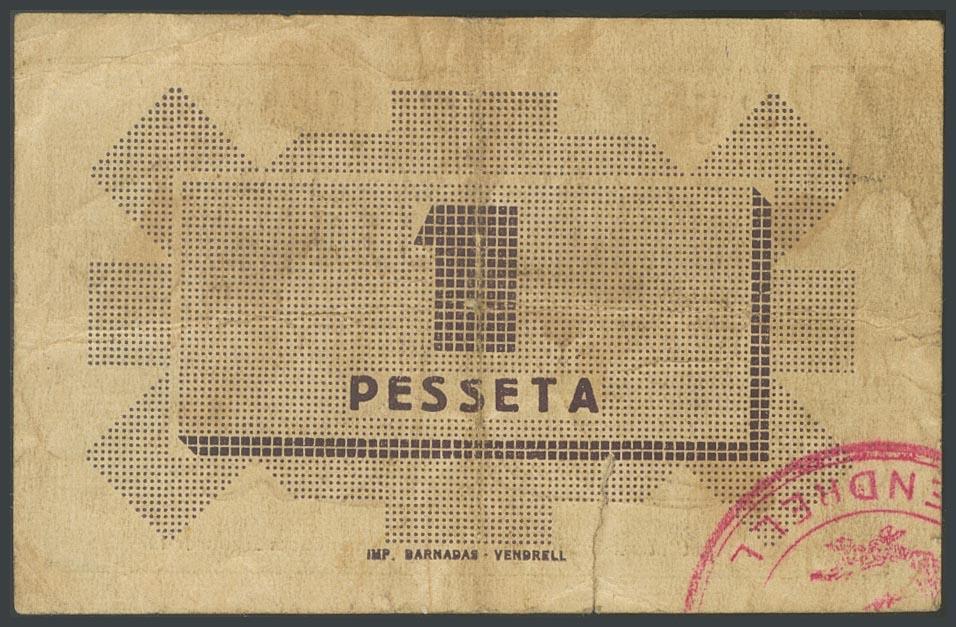 1
PESSETA
IMP. BARNADAS - VENDRELL
ENDRELL